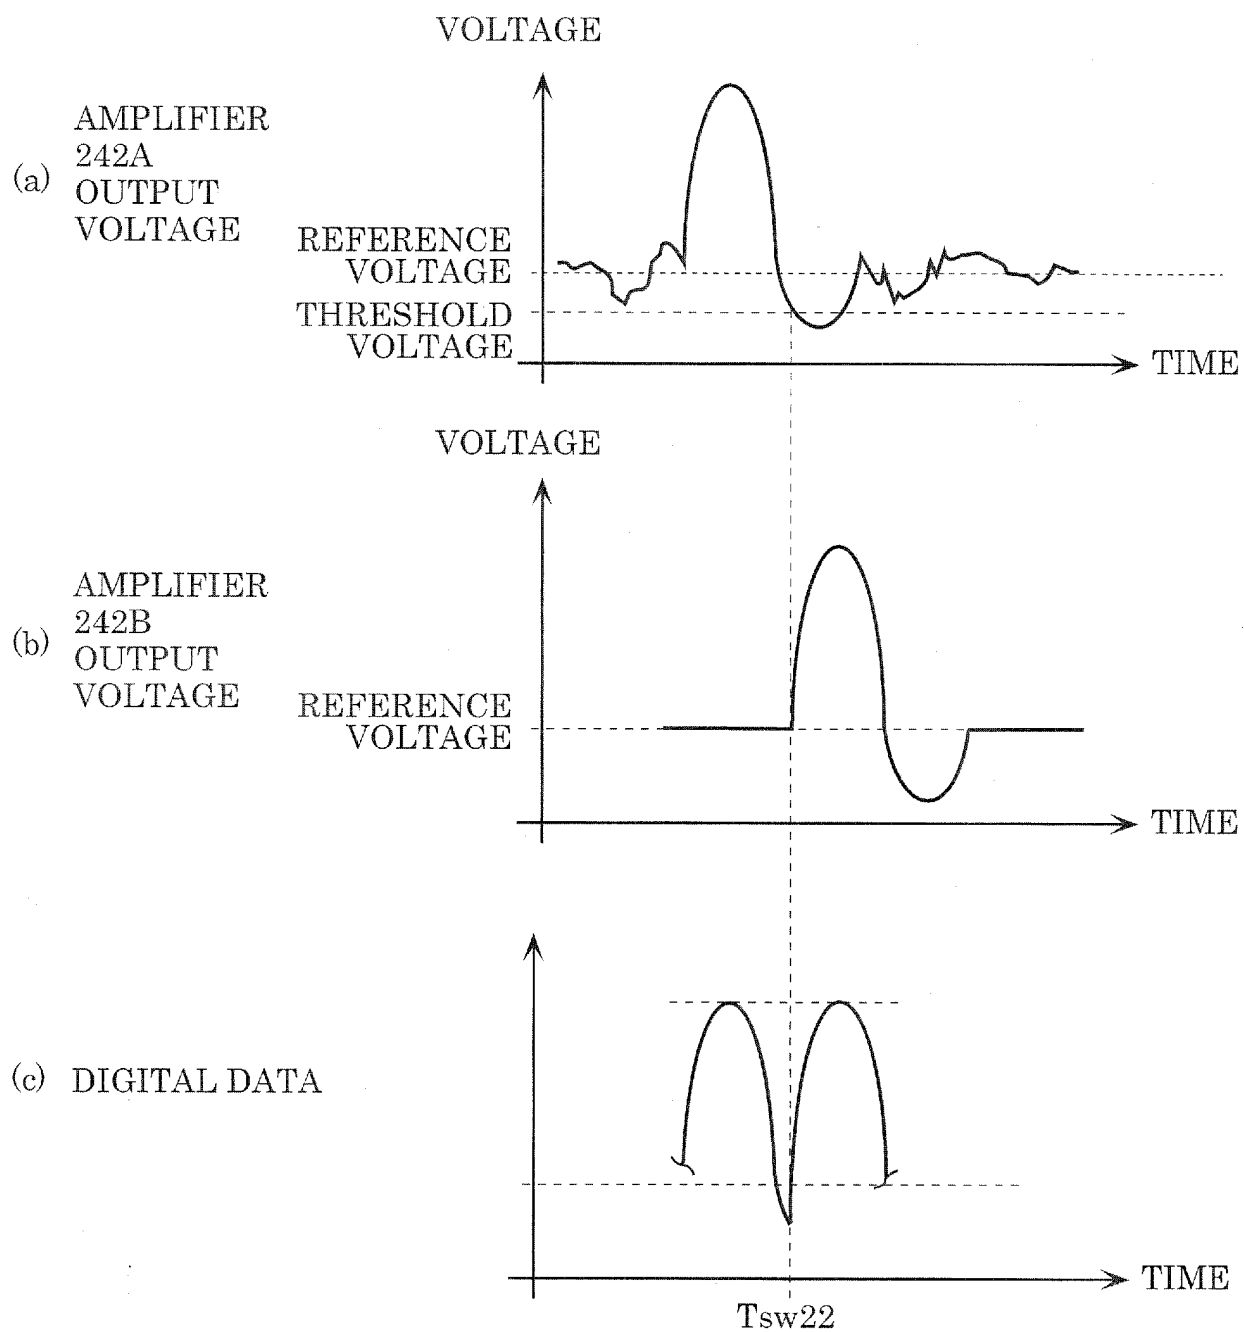 VOLTAGE
(a)
AMPLIFIER
242A
OUTPUT
VOLTAGE
REFERENCE
VOLTAGE
THRESHOLD
VOLTAGE
TIME
VOLTAGE
(b)
AMPLIFIER
242B
OUTPUT
VOLTAGE
REFERENCE
VOLTAGE
TIME
(c) DIGITAL DATA
TIME
Tsw22